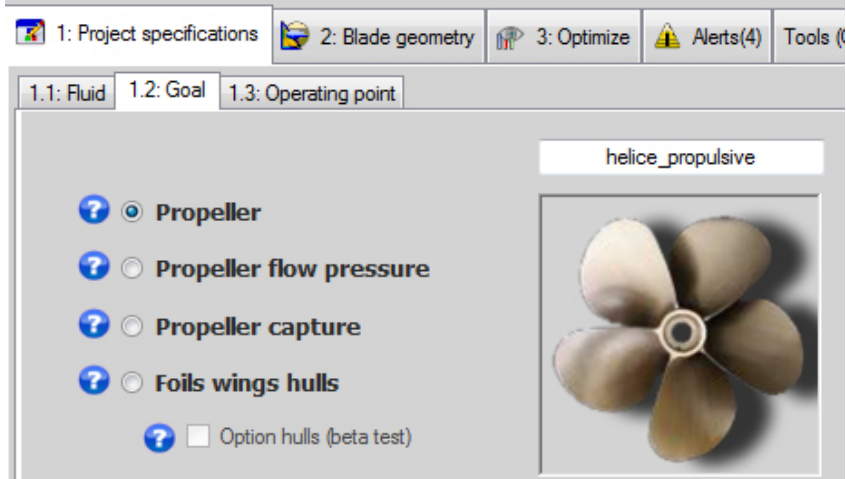 1: Project specifications 2: Blade geometry 3: Optimize Alerts(4) Tools
1.1: Fluid 1.2: Goal 1.3: Operating point
helice_propulsive
Propeller
Propeller flow pressure
Propeller capture
Foils wings hulls
Option hulls (beta test)